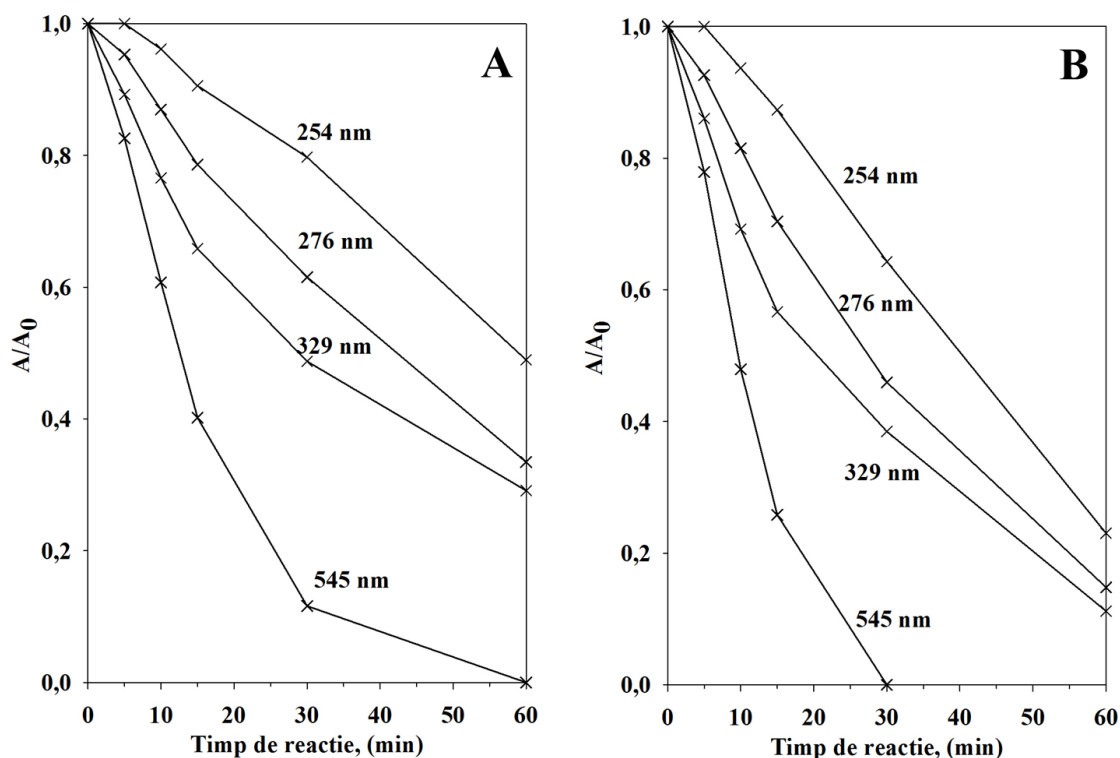 A
1,0
0,8
0,6
0,4
0,2
0,0
A/A0
254 nm
276 nm
329 nm
545 nm
0 10 20 30 40 50 60
Timp de reactie, (min)
B
1,0
0,8
0,6
0,4
0,2
0,0
A/A0
254 nm
276 nm
329 nm
545 nm
0 10 20 30 40 50 60
Timp de reactie, (min)